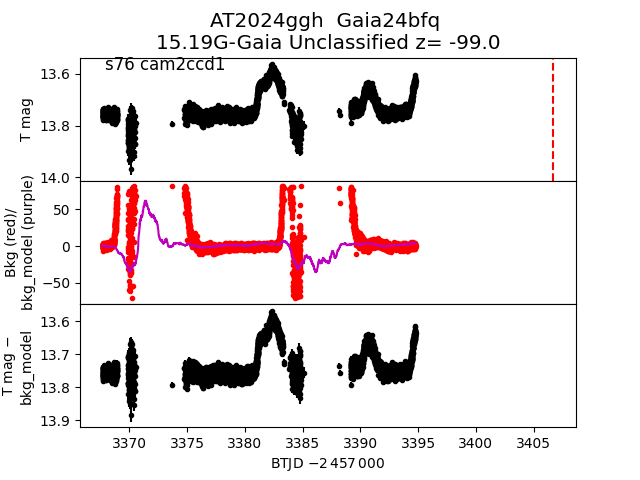 AT2024ggh  Gaia24bfq
15.19G-Gaia Unclassified z= -99.0
s76 cam2ccd1
13.6
13.8
14.0
T mag
50
0
−50
Bkg (red)/
bkg_model (purple)
13.6
13.7
13.8
13.9
T mag −
bkg_model
3370 3375 3380 3385 3390 3395 3400 3405
BTJD −2 457 000